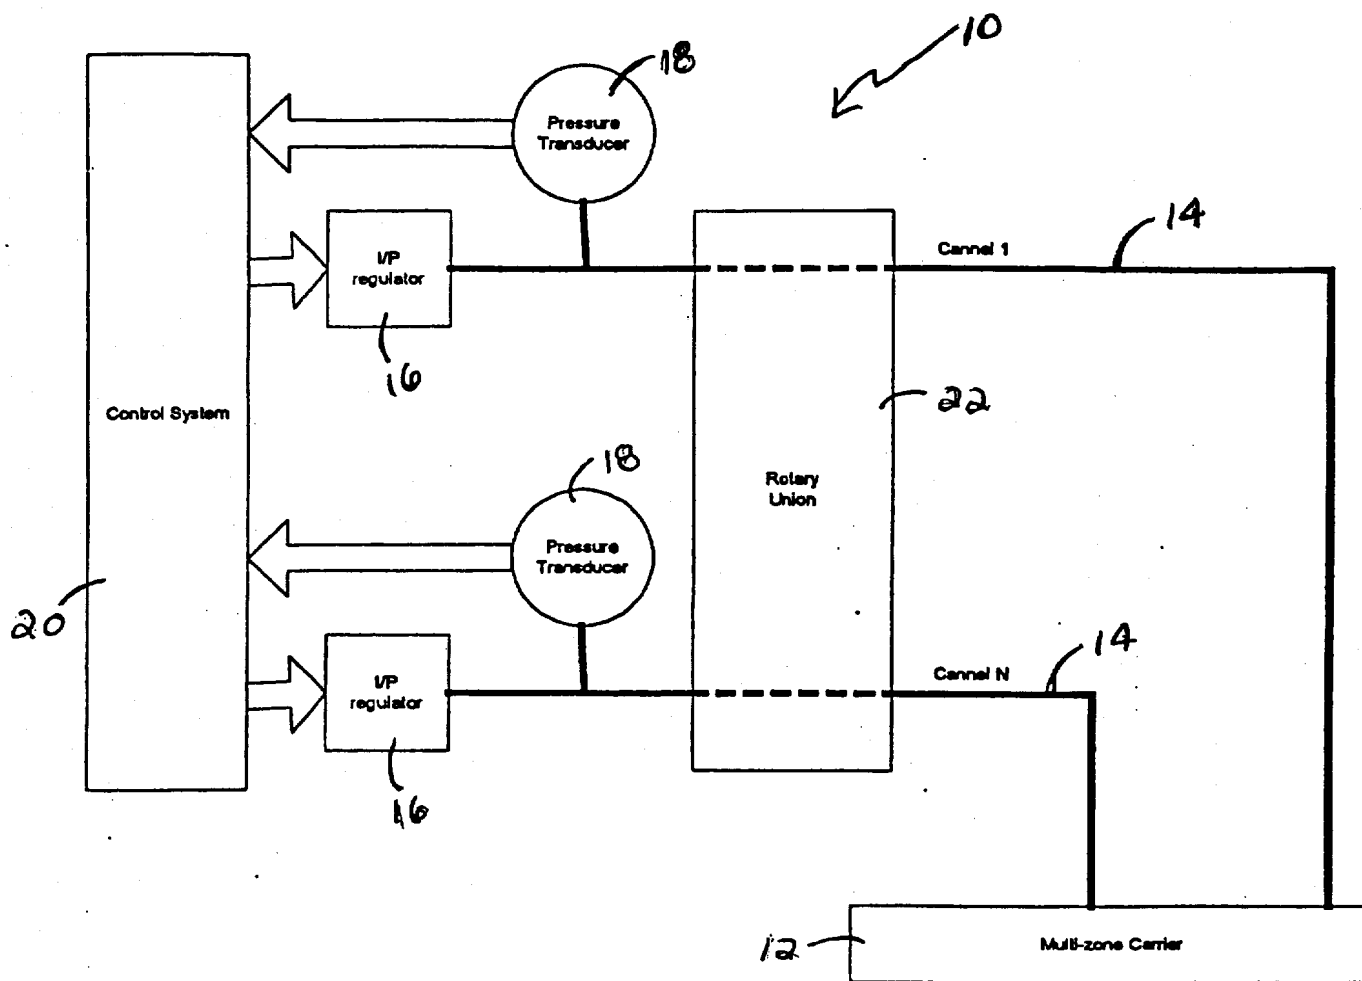 10
18
Pressure
Transducer
14
Cannel 1
I/P
regulator
16
22
Control System
18
Rotary
Union
Pressure
Transducer
20
14
Cannel N
I/P
regulator
16
12
Multi-zone Carrier